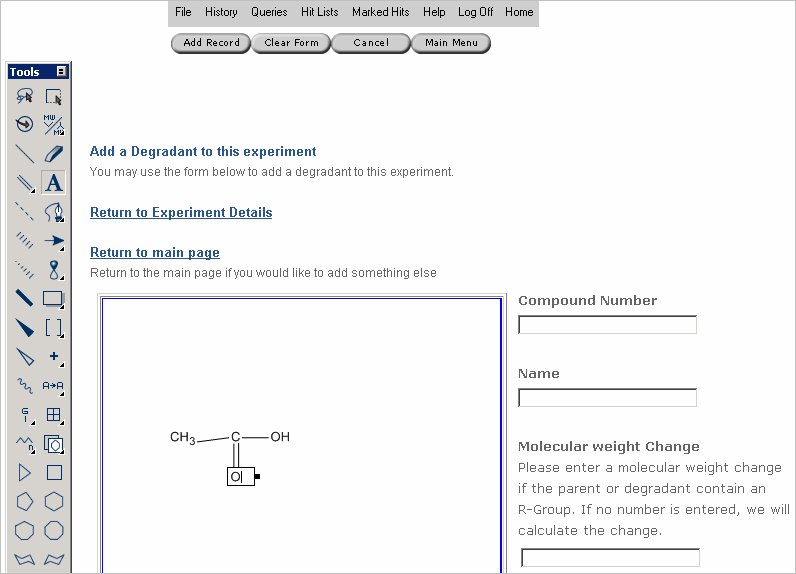 File History Queries Hit Lists Marked Hits Help Log Off Home
Add Record Clear Form Cancel Main Menu
Tools
MW
M/z
A
A→A
G
n
Add a Degradant to this experiment
You may use the form below to add a degradant to this experiment.
Return to Experiment Details
Return to main page
Return to the main page if you would like to add something else
CH3 C OH
O
Compound Number
Name
Molecular weight Change
Please enter a molecular weight change
if the parent or degradant contain an
R-Group. If no number is entered, we will
calculate the change.